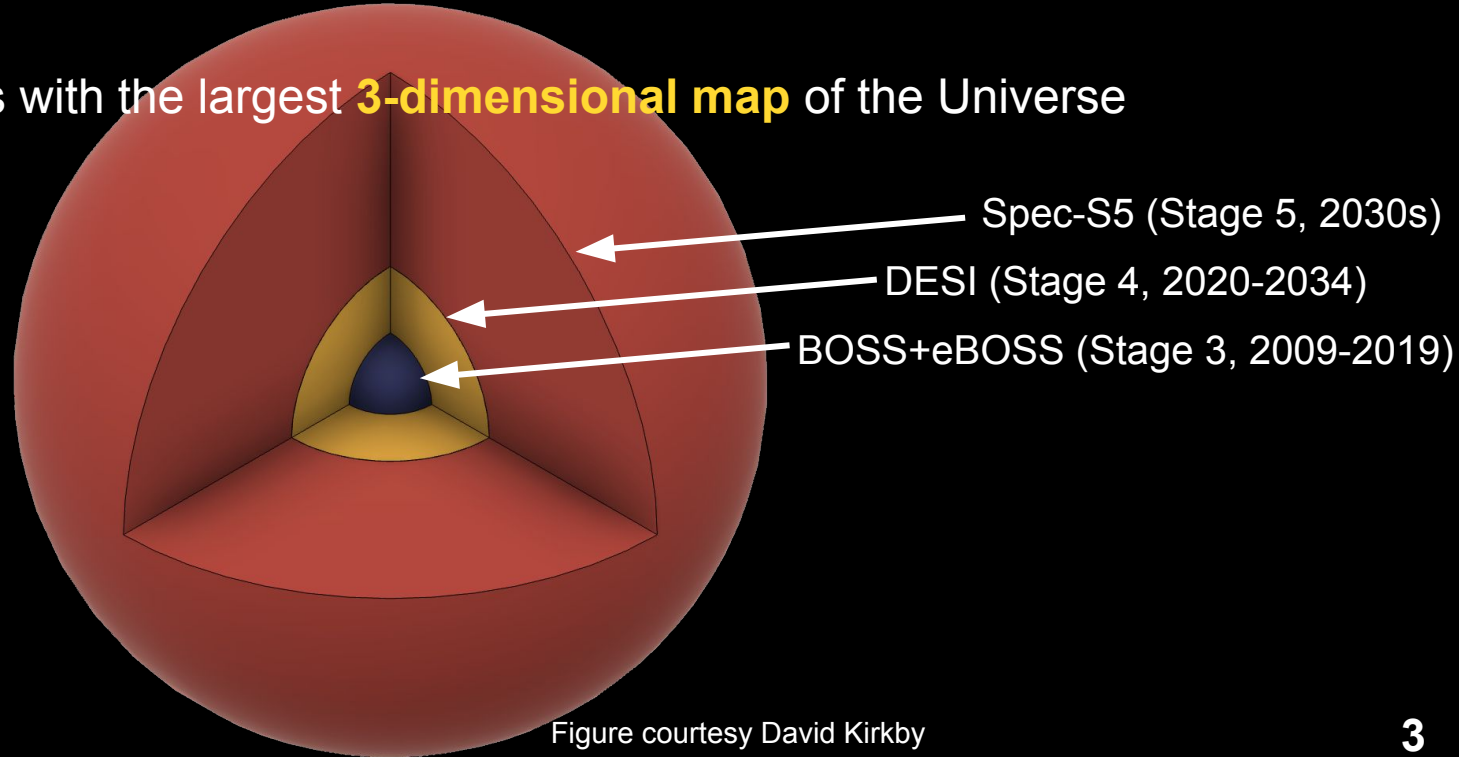 with the largest 3-dimensional map of the Universe
Spec-S5 (Stage 5, 2030s)
DESI (Stage 4, 2020-2034)
BOSS+eBOSS (Stage 3, 2009-2019)
Figure courtesy David Kirkby
3